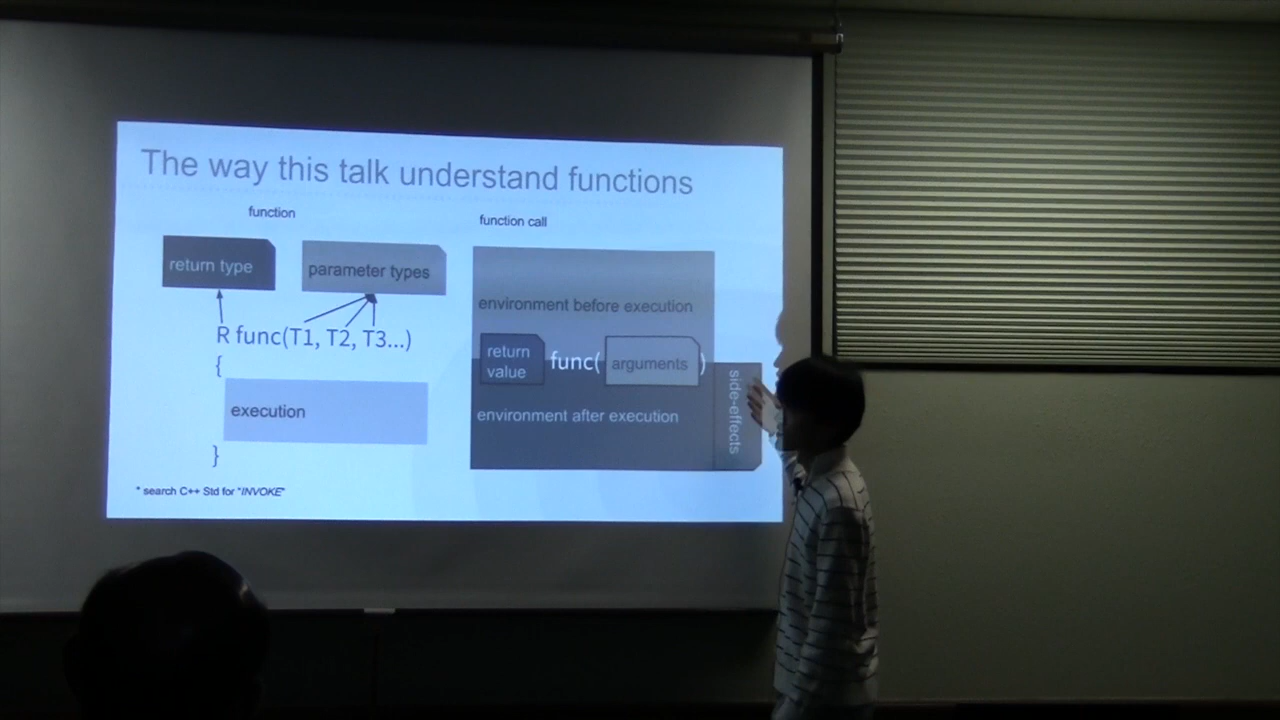 The way this talk understand functions
function
return type
parameter types
R func(T1, T2, T3...)
{
execution
}
* search C++ Std for "INVOKE"
function call
environment before execution
return
value
func(
arguments
)
environment after execution
side-effects